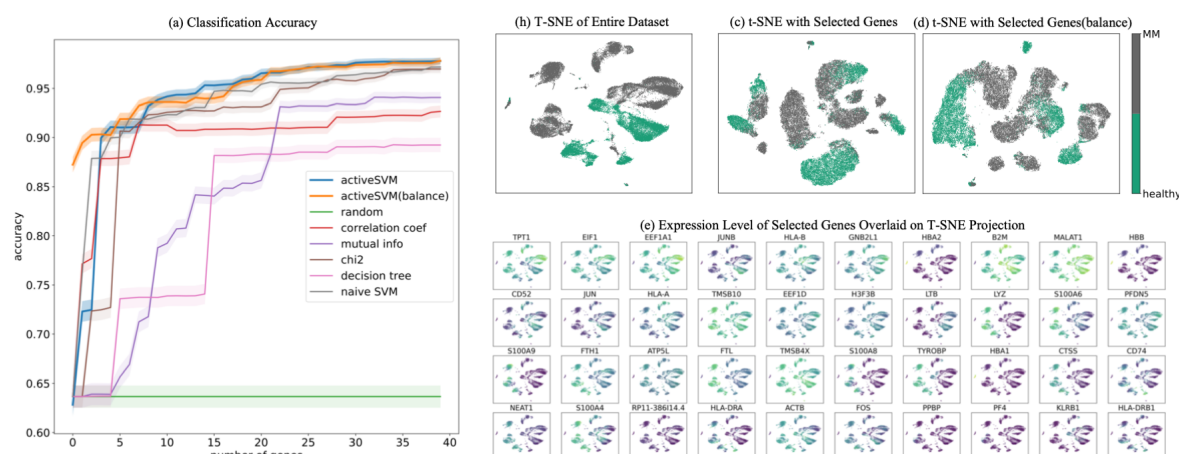 (a) Classification Accuracy
accuracy
0.95
0.90
0.85
0.80
0.75
0.70
0.65
0.60
0 5 10 15 20 25 30 35 40
number of genes
activeSVM
activeSVM(balance)
random
correlation coef
mutual info
chi2
decision tree
naive SVM
(h) T-SNE of Entire Dataset
(c) t-SNE with Selected Genes
(d) t-SNE with Selected Genes(balance)
MM
healthy
(e) Expression Level of Selected Genes Overlaid on T-SNE Projection
TPT1 EIF1 EEF1A1 JUNB HLA-B GNB2L1 HBA2 B2M MALAT1 HBB
CD52 JUN HLA-A TMSB10 EEF1D H3F3B LTB LYZ S100A6 PFDN5
S100A9 FTH1 ATP5L FTL TMSB4X S100A8 TYROBP HBA1 CTSS CD74
NEAT1 S100A4 RP11-386I14.4 HLA-DRA ACTB FOS PPBP PF4 KLRB1 HLA-DRB1